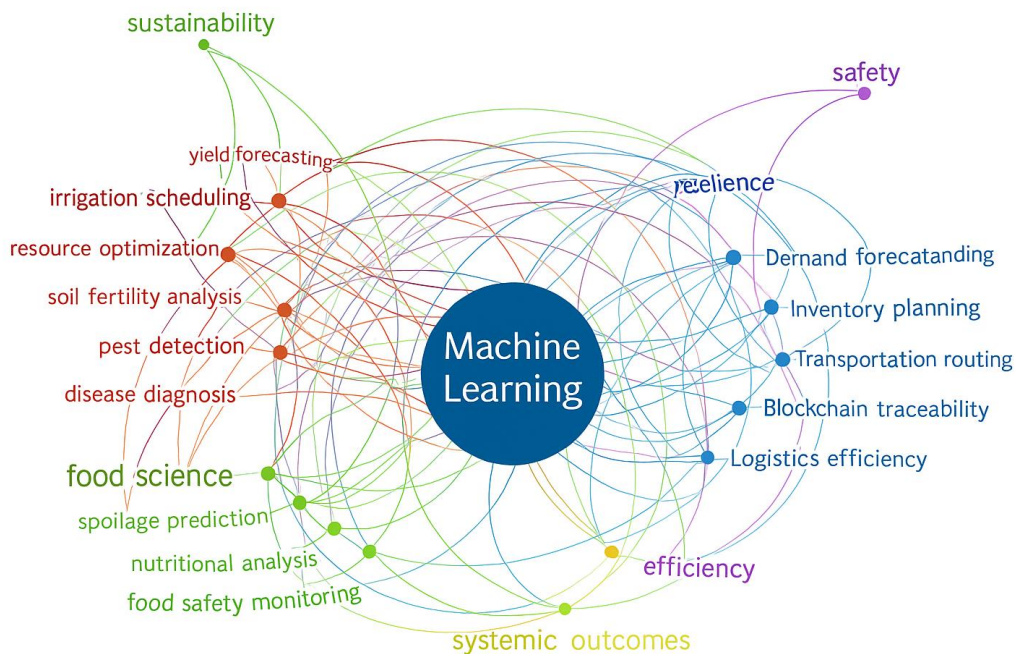 sustainability
safety
yield forecasting
irrigation scheduling
resource optimization
soil fertility analysis
pest detection
disease diagnosis
food science
spoilage prediction
nutritional analysis
food safety monitoring
Machine
Learning
Demand forecatanding
Inventory planning
Transportation routing
Blockchain traceability
Logistics efficiency
efficiency
systemic outcomes